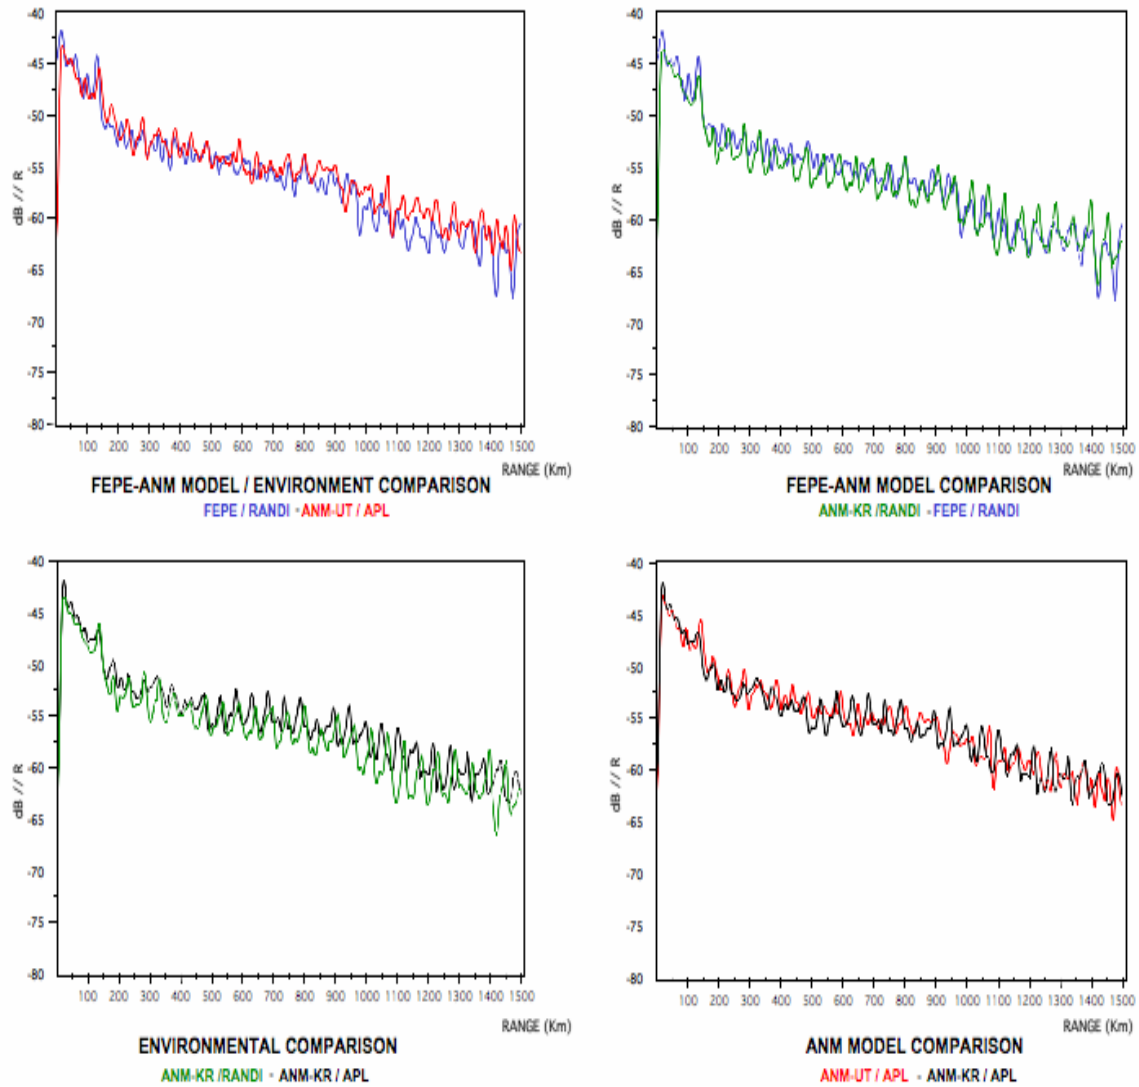 -40
-45
-50
-55
-60
-65
-70
-75
-80
dB // R
100 200 300 400 500 600 700 800 900 1000 1100 1200 1300 1400 1500
RANGE (Km)
FEPE-ANM MODEL / ENVIRONMENT COMPARISON
FEPE / RANDI - ANM-UT / APL
-40
-45
-50
-55
-60
-65
-70
-75
-80
dB // R
100 200 300 400 500 600 700 800 900 1000 1100 1200 1300 1400 1500
RANGE (Km)
FEPE-ANM MODEL COMPARISON
ANM-KR /RANDI - FEPE / RANDI
-40
-45
-50
-55
-60
-65
-70
-75
-80
dB // R
100 200 300 400 500 600 700 800 900 1000 1100 1200 1300 1400 1500
RANGE (Km)
ENVIRONMENTAL COMPARISON
ANM-KR /RANDI - ANM-KR / APL
-40
-45
-50
-55
-60
-65
-70
-75
-80
dB // R
100 200 300 400 500 600 700 800 900 1000 1100 1200 1300 1400 1500
RANGE (Km)
ANM MODEL COMPARISON
ANM-UT / APL - ANM-KR / APL